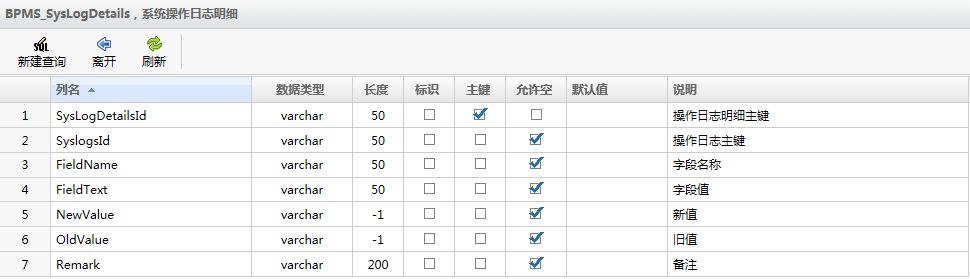 BPMS_SysLogDetails，系统操作日志明细
SQL
新建查询 离开 刷新
列名 数据类型 长度 标识 主键 允许空 默认值 说明
1 SysLogDetailsId varchar 50 操作日志明细主键
2 SyslogsId varchar 50 操作日志主键
3 FieldName varchar 50 字段名称
4 FieldText varchar 50 字段值
5 NewValue varchar -1 新值
6 OldValue varchar -1 旧值
7 Remark varchar 200 备注